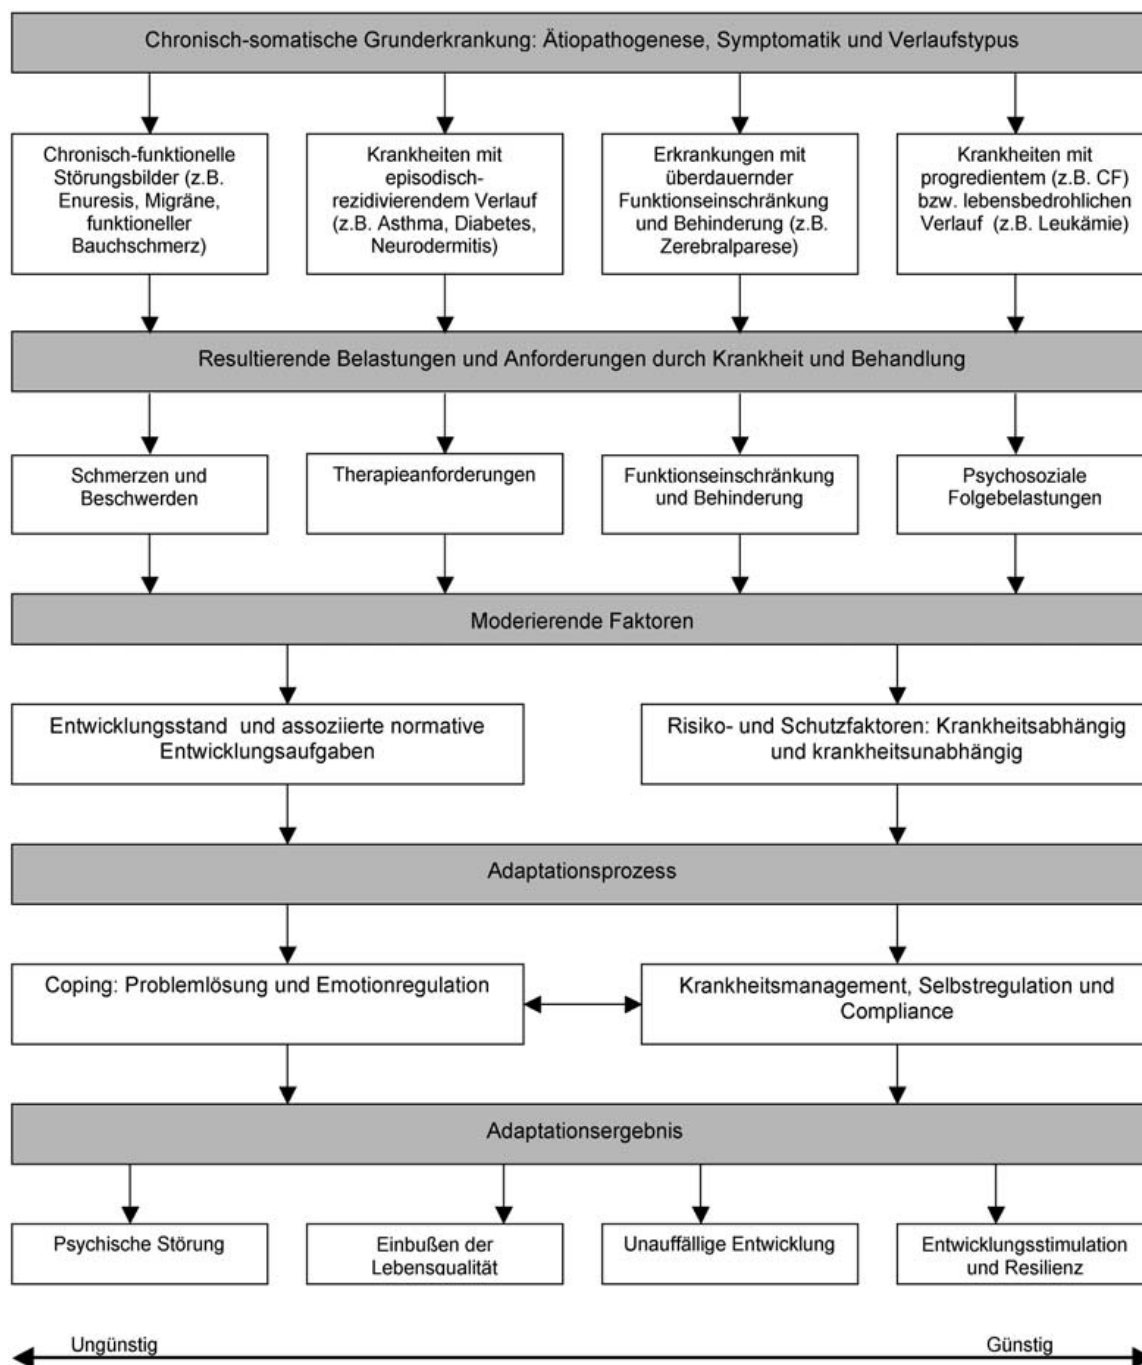 Chronisch-somatische Grunderkrankung: Ätiopathogenese, Symptomatik und Verlaufstypus
Chronisch-funktionelle
Störungsbilder (z.B.
Enuresis, Migräne,
funktioneller
Bauchschmerz)
Krankheiten mit
episodisch-
rezidivierendem Verlauf
(z.B. Asthma, Diabetes,
Neurodermitis)
Erkrankungen mit
überdauernder
Funktionseinschränkung
und Behinderung (z.B.
Zerebralparese)
Krankheiten mit
progredientem (z.B. CF)
bzw. lebensbedrohlichen
Verlauf (z.B. Leukämie)
Resultierende Belastungen und Anforderungen durch Krankheit und Behandlung
Schmerzen und
Beschwerden
Therapieanforderungen
Funktionseinschränkung
und Behinderung
Psychosoziale
Folgebelastungen
Moderierende Faktoren
Entwicklungsstand und assoziierte normative
Entwicklungsaufgaben
Risiko- und Schutzfaktoren: Krankheitsabhängig
und krankheitsunabhängig
Adaptationsprozess
Coping: Problemlösung und Emotionregulation
Krankheitsmanagement, Selbstregulation und
Compliance
Adaptationsergebnis
Psychische Störung
Einbußen der
Lebensqualität
Unauffällige Entwicklung
Entwicklungsstimulation
und Resilienz
Ungünstig
Günstig